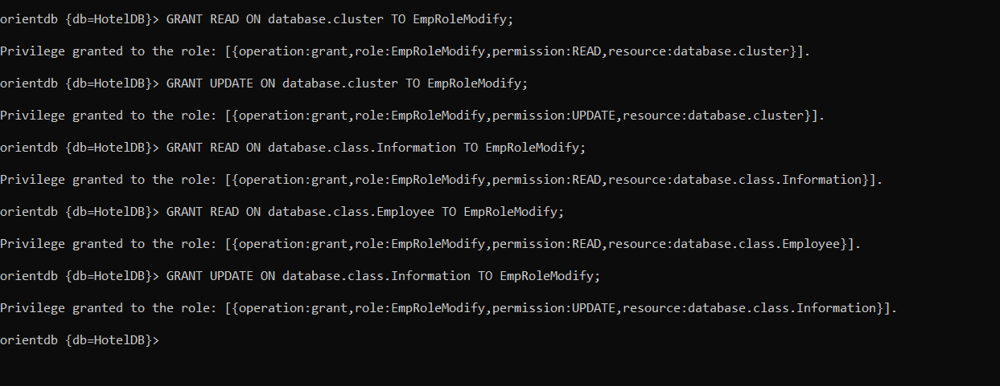 orientdb {db=HotelDB}> GRANT READ ON database.cluster TO EmpRoleModify;
Privilege granted to the role: [{operation:grant,role:EmpRoleModify,permission:READ,resource:database.cluster}].
orientdb {db=HotelDB}> GRANT UPDATE ON database.cluster TO EmpRoleModify;
Privilege granted to the role: [{operation:grant,role:EmpRoleModify,permission:UPDATE,resource:database.cluster}].
orientdb {db=HotelDB}> GRANT READ ON database.class.Information TO EmpRoleModify;
Privilege granted to the role: [{operation:grant,role:EmpRoleModify,permission:READ,resource:database.class.Information}].
orientdb {db=HotelDB}> GRANT READ ON database.class.Employee TO EmpRoleModify;
Privilege granted to the role: [{operation:grant,role:EmpRoleModify,permission:READ,resource:database.class.Employee}].
orientdb {db=HotelDB}> GRANT UPDATE ON database.class.Information TO EmpRoleModify;
Privilege granted to the role: [{operation:grant,role:EmpRoleModify,permission:UPDATE,resource:database.class.Information}].
orientdb {db=HotelDB}>